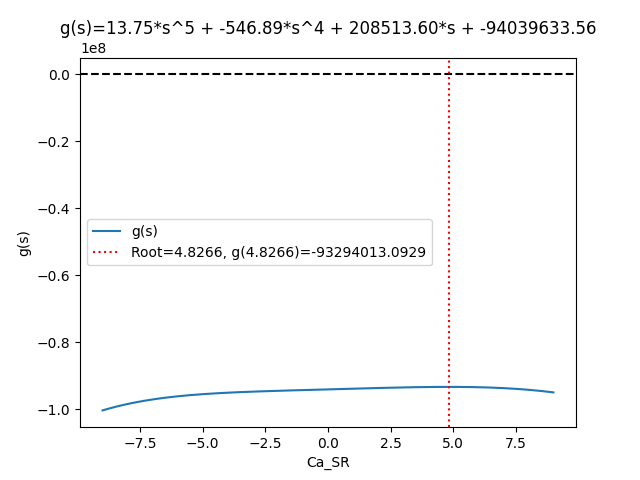 g(s)=13.75*s^5 + -546.89*s^4 + 208513.60*s + -94039633.56
1e8
0.0
−0.2
−0.4
−0.6
−0.8
−1.0
g(s)
g(s)
Root=4.8266, g(4.8266)=-93294013.0929
−7.5
−5.0
−2.5
0.0
2.5
5.0
7.5
Ca_SR